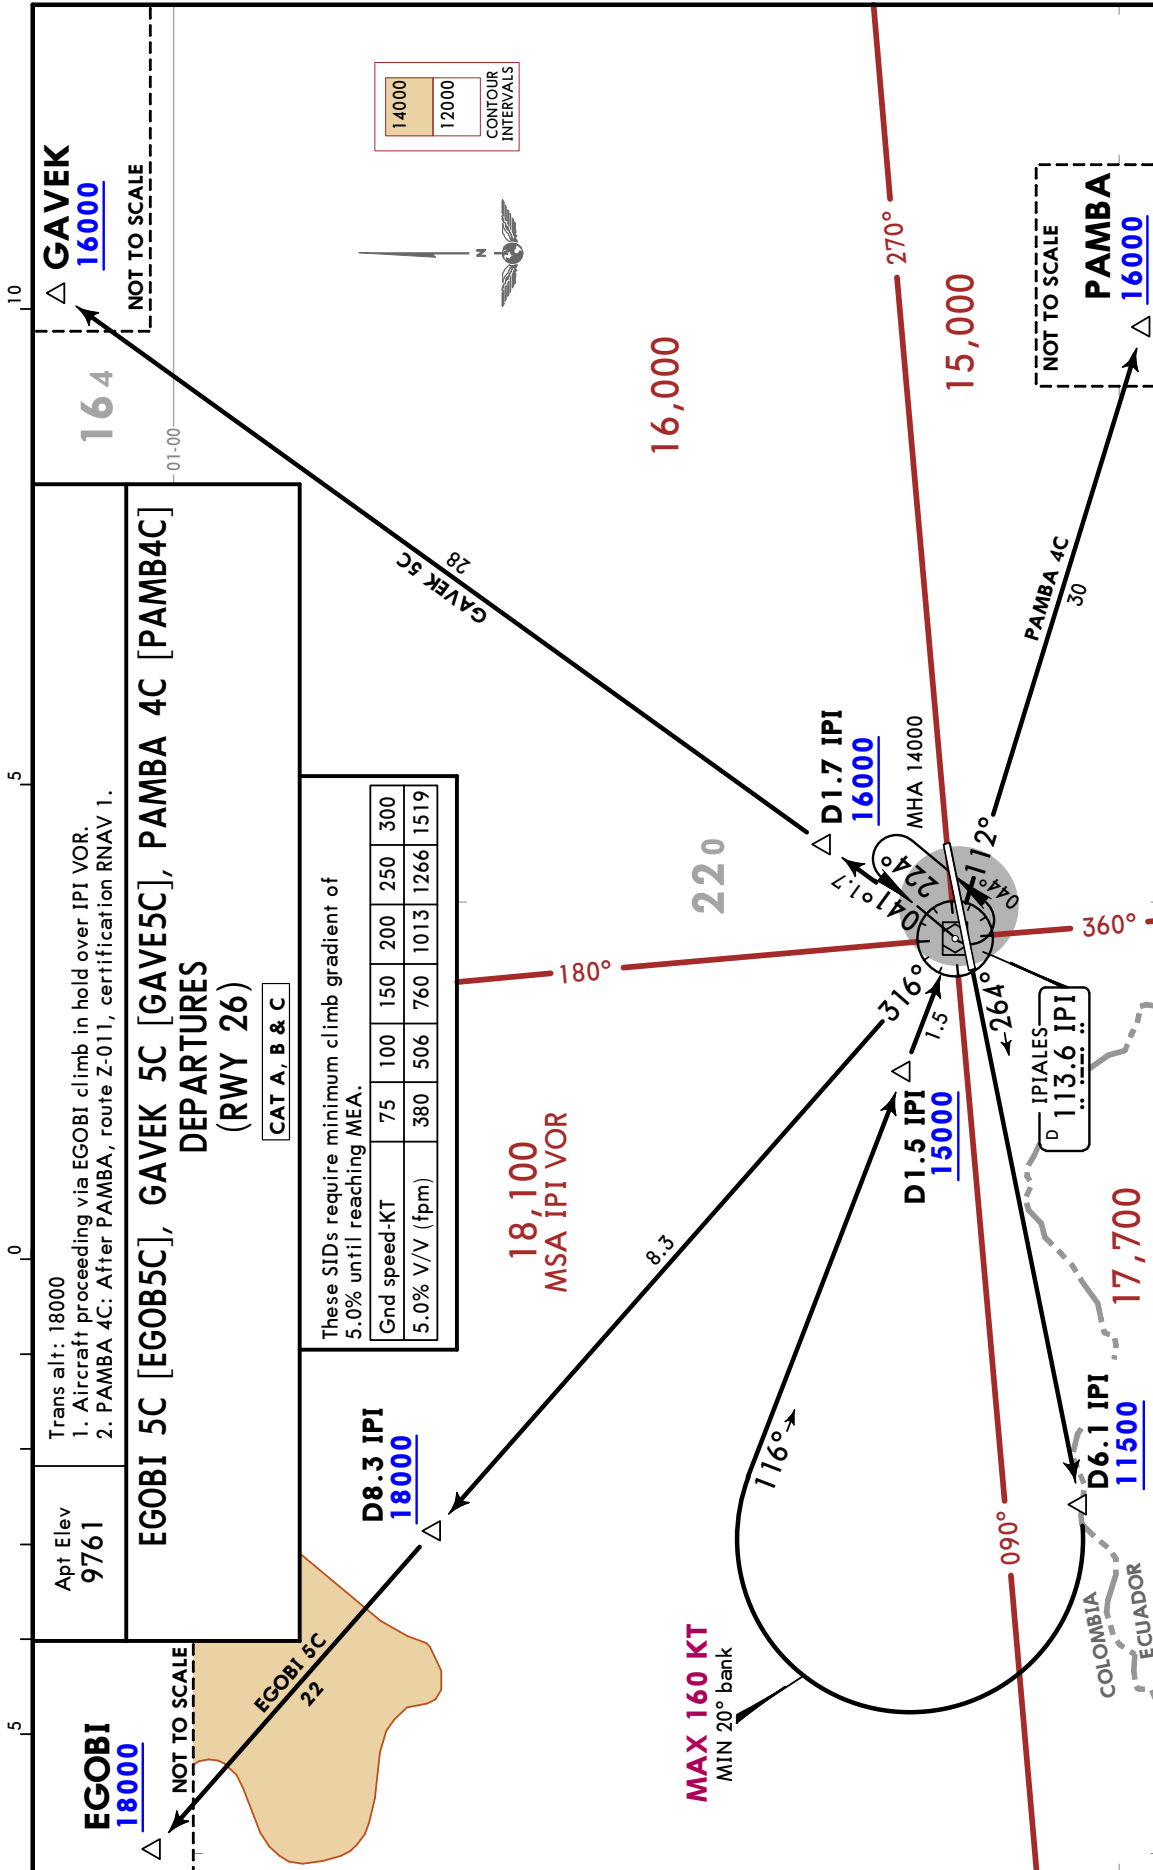 Apt Elev
9761
Trans alt: 18000
1. Aircraft proceeding via EGOBI climb in hold over IPI VOR.
2. PAMBA 4C: After PAMBA, route Z-011, certification RNAV 1.
EGOBI 5C [EGOB5C], GAVEK 5C [GAVE5C], PAMBA 4C [PAMB4C]
DEPARTURES
(RWY 26)
CAT A, B & C
These SIDs require minimum climb gradient of
5.0% until reaching MEA.
Gnd speed-KT 75 100 150 200 250 300
5.0% V/V (fpm) 380 506 760 1013 1266 1519
5
0
5
10
EGOBI
18000
NOT TO SCALE
GAVEK
16000
NOT TO SCALE
16 4
01-00
14000
12000
CONTOUR
INTERVALS
N
EGOBI 5C
22
D8.3 IPI
18000
8.3
GAVEK 5C
28
18,100
MSA IPI VOR
180°
22 0
16,000
MAX 160 KT
MIN 20° bank
116°
D1.5 IPI
15000
1.5
316°
041°
1.7
D1.7 IPI
16000
MHA 14000
224°
044°
112°
270°
15,000
090°
264°
360°
D IPIALES
113.6 IPI
D6.1 IPI
11500
17,700
COLOMBIA
ECUADOR
PAMBA 4C
30
NOT TO SCALE
PAMBA
16000